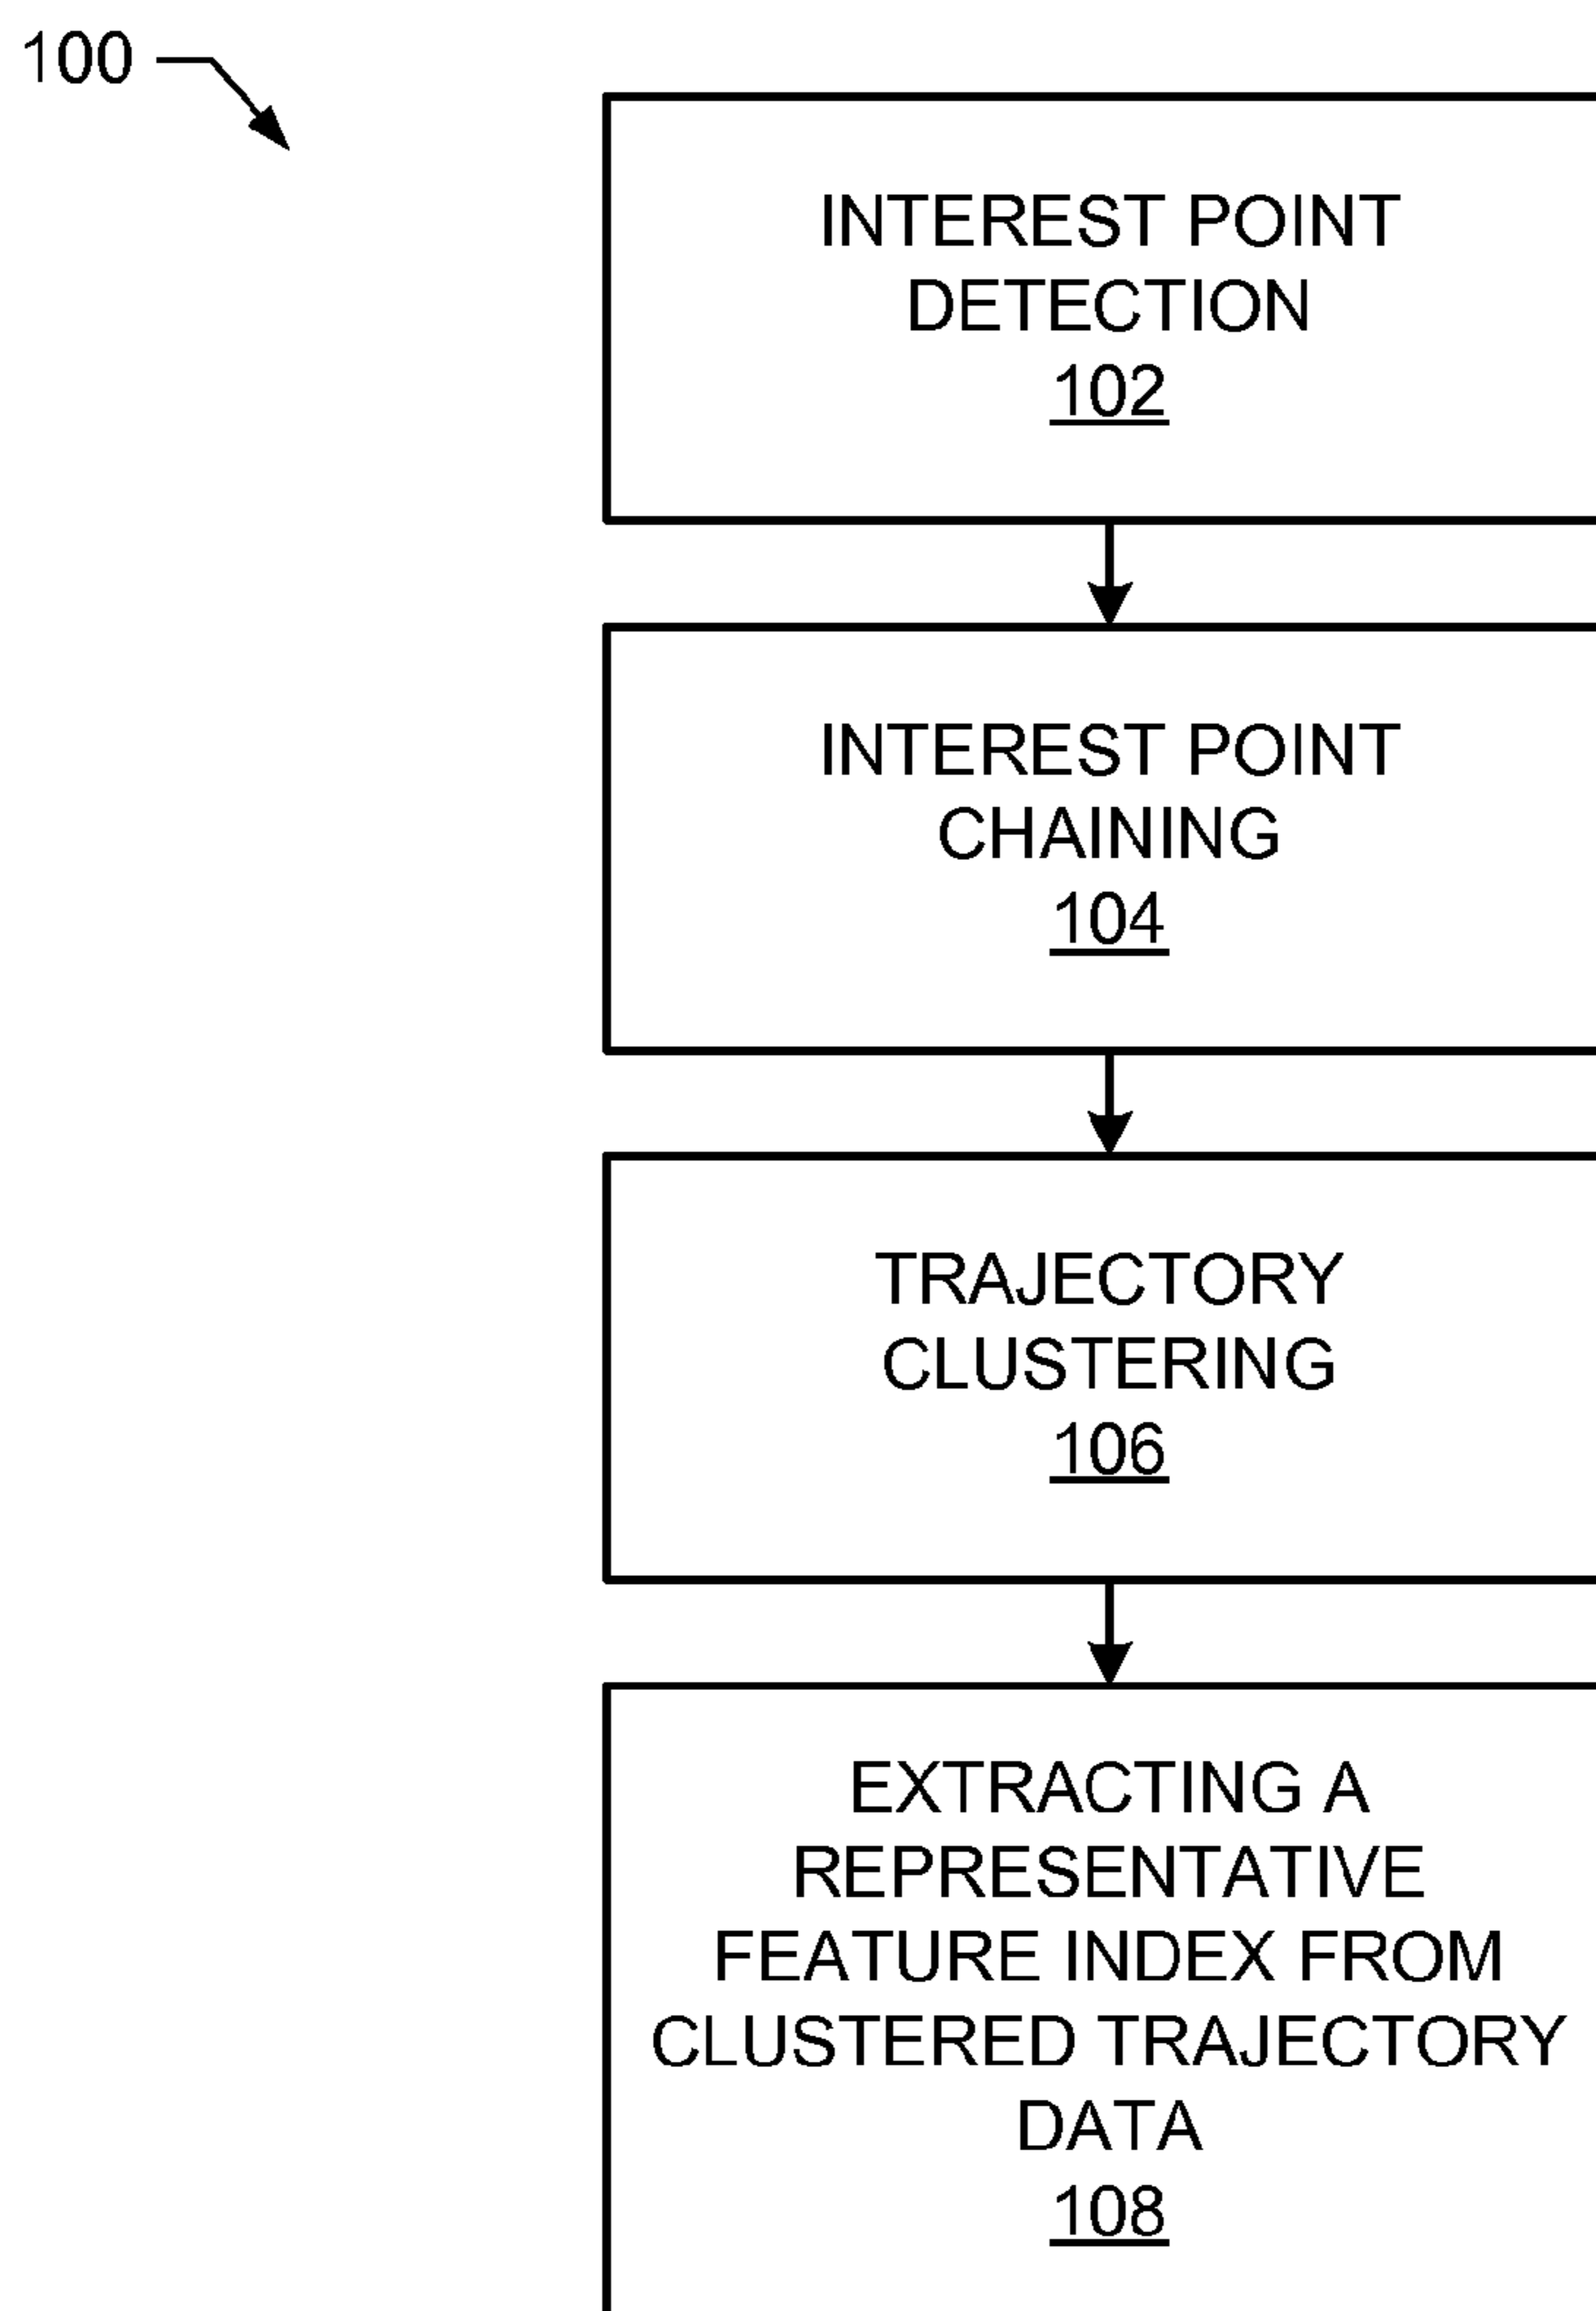 100
INTEREST POINT
DETECTION
102
INTEREST POINT
CHAINING
104
TRAJECTORY
CLUSTERING
106
EXTRACTING A
REPRESENTATIVE
FEATURE INDEX FROM
CLUSTERED TRAJECTORY
DATA
108